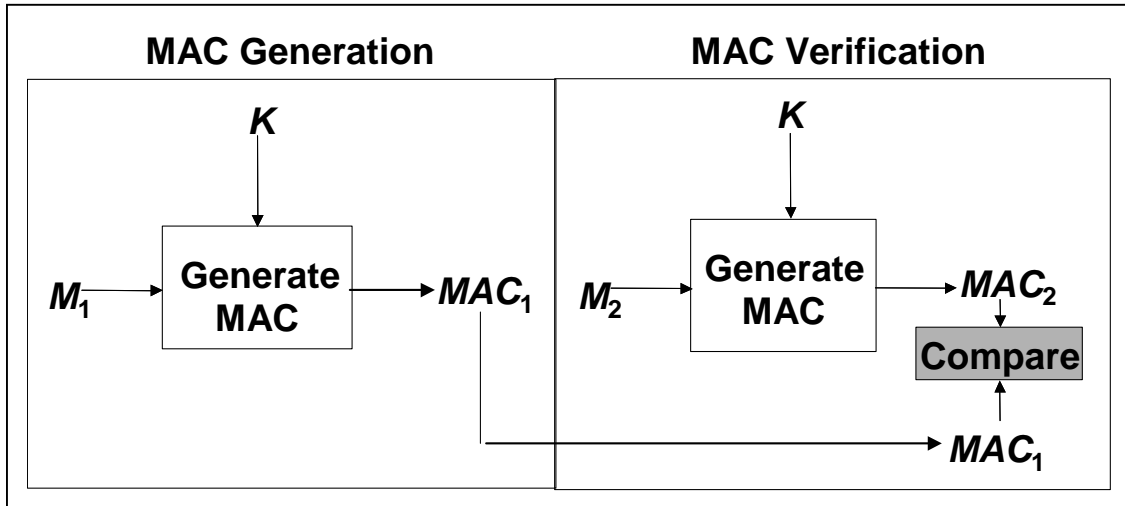 MAC Generation
K
M₁
Generate
MAC
MAC₁
MAC Verification
K
M₂
Generate
MAC
MAC₂
Compare
MAC₁